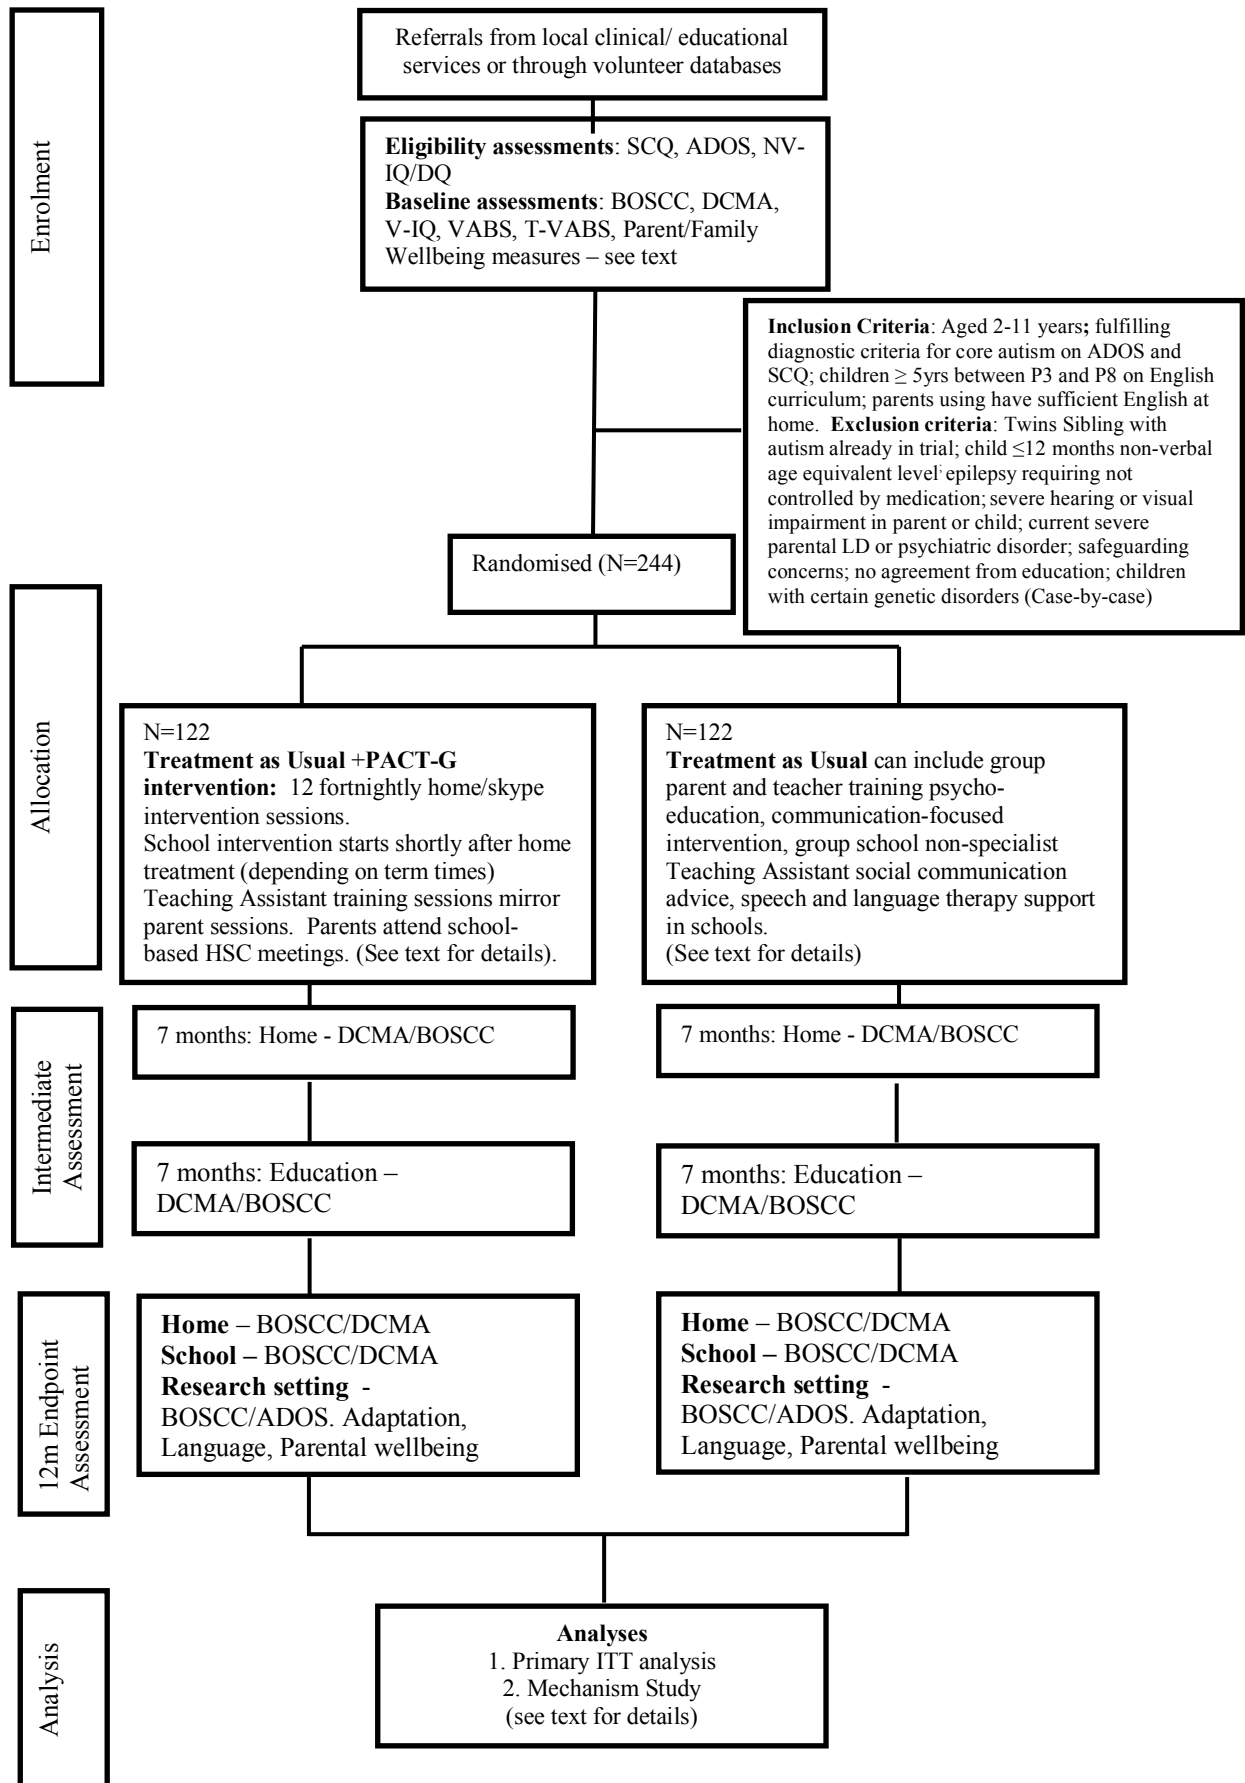 Enrolment
Referrals from local clinical/ educational
services or through volunteer databases
Eligibility assessments: SCQ, ADOS, NV-
IQ/DQ
Baseline assessments: BOSCC, DCMA,
V-IQ, VABS, T-VABS, Parent/Family
Wellbeing measures – see text
Inclusion Criteria: Aged 2-11 years; fulfilling
diagnostic criteria for core autism on ADOS and
SCQ; children ≥ 5yrs between P3 and P8 on English
curriculum; parents using have sufficient English at
home. Exclusion criteria: Twins Sibling with
autism already in trial; child ≤12 months non-verbal
age equivalent level; epilepsy requiring not
controlled by medication; severe hearing or visual
impairment in parent or child; current severe
parental LD or psychiatric disorder; safeguarding
concerns; no agreement from education; children
with certain genetic disorders (Case-by-case)
Randomised (N=244)
Allocation
N=122
Treatment as Usual +PACT-G
intervention: 12 fortnightly home/skype
intervention sessions.
School intervention starts shortly after home
treatment (depending on term times)
Teaching Assistant training sessions mirror
parent sessions. Parents attend school-
based HSC meetings. (See text for details).
N=122
Treatment as Usual can include group
parent and teacher training psycho-
education, communication-focused
intervention, group school non-specialist
Teaching Assistant social communication
advice, speech and language therapy support
in schools.
(See text for details)
Intermediate
Assessment
7 months: Home - DCMA/BOSCC
7 months: Home - DCMA/BOSCC
7 months: Education –
DCMA/BOSCC
7 months: Education –
DCMA/BOSCC
12m Endpoint
Assessment
Home – BOSCC/DCMA
School – BOSCC/DCMA
Research setting -
BOSCC/ADOS. Adaptation,
Language, Parental wellbeing
Home – BOSCC/DCMA
School – BOSCC/DCMA
Research setting -
BOSCC/ADOS. Adaptation,
Language, Parental wellbeing
Analysis
Analyses
1. Primary ITT analysis
2. Mechanism Study
(see text for details)